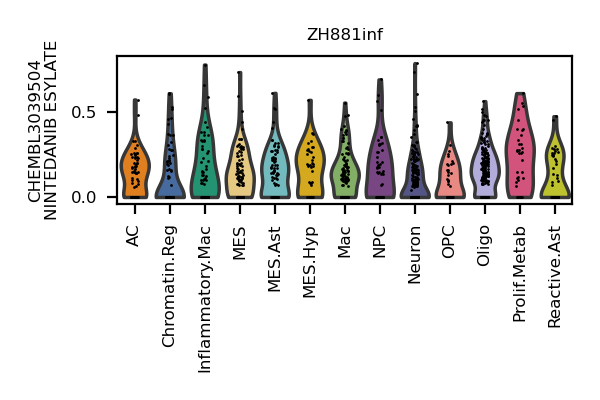 ZH881inf
CHEMBL3039504
NINTEDANIB ESYLATE
0.5
0.0
AC
Chromatin.Reg
Inflammatory.Mac
MES
MES.Ast
MES.Hyp
Mac
NPC
Neuron
OPC
Oligo
Prolif.Metab
Reactive.Ast